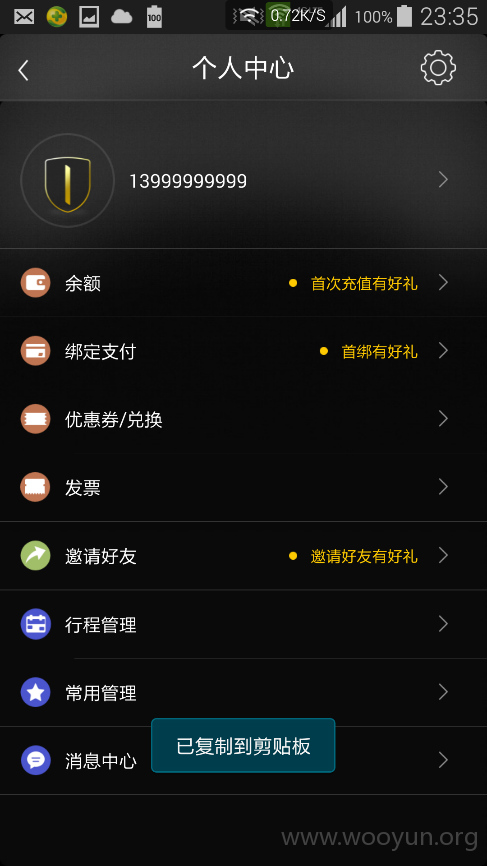 100
0.72K/S
100%
23:35
个人中心
13999999999
余额
首次充值有好礼
绑定支付
首绑有好礼
优惠券/兑换
发票
邀请好友
邀请好友有好礼
行程管理
常用管理
消息中心
已复制到剪贴板
www.wooyun.org